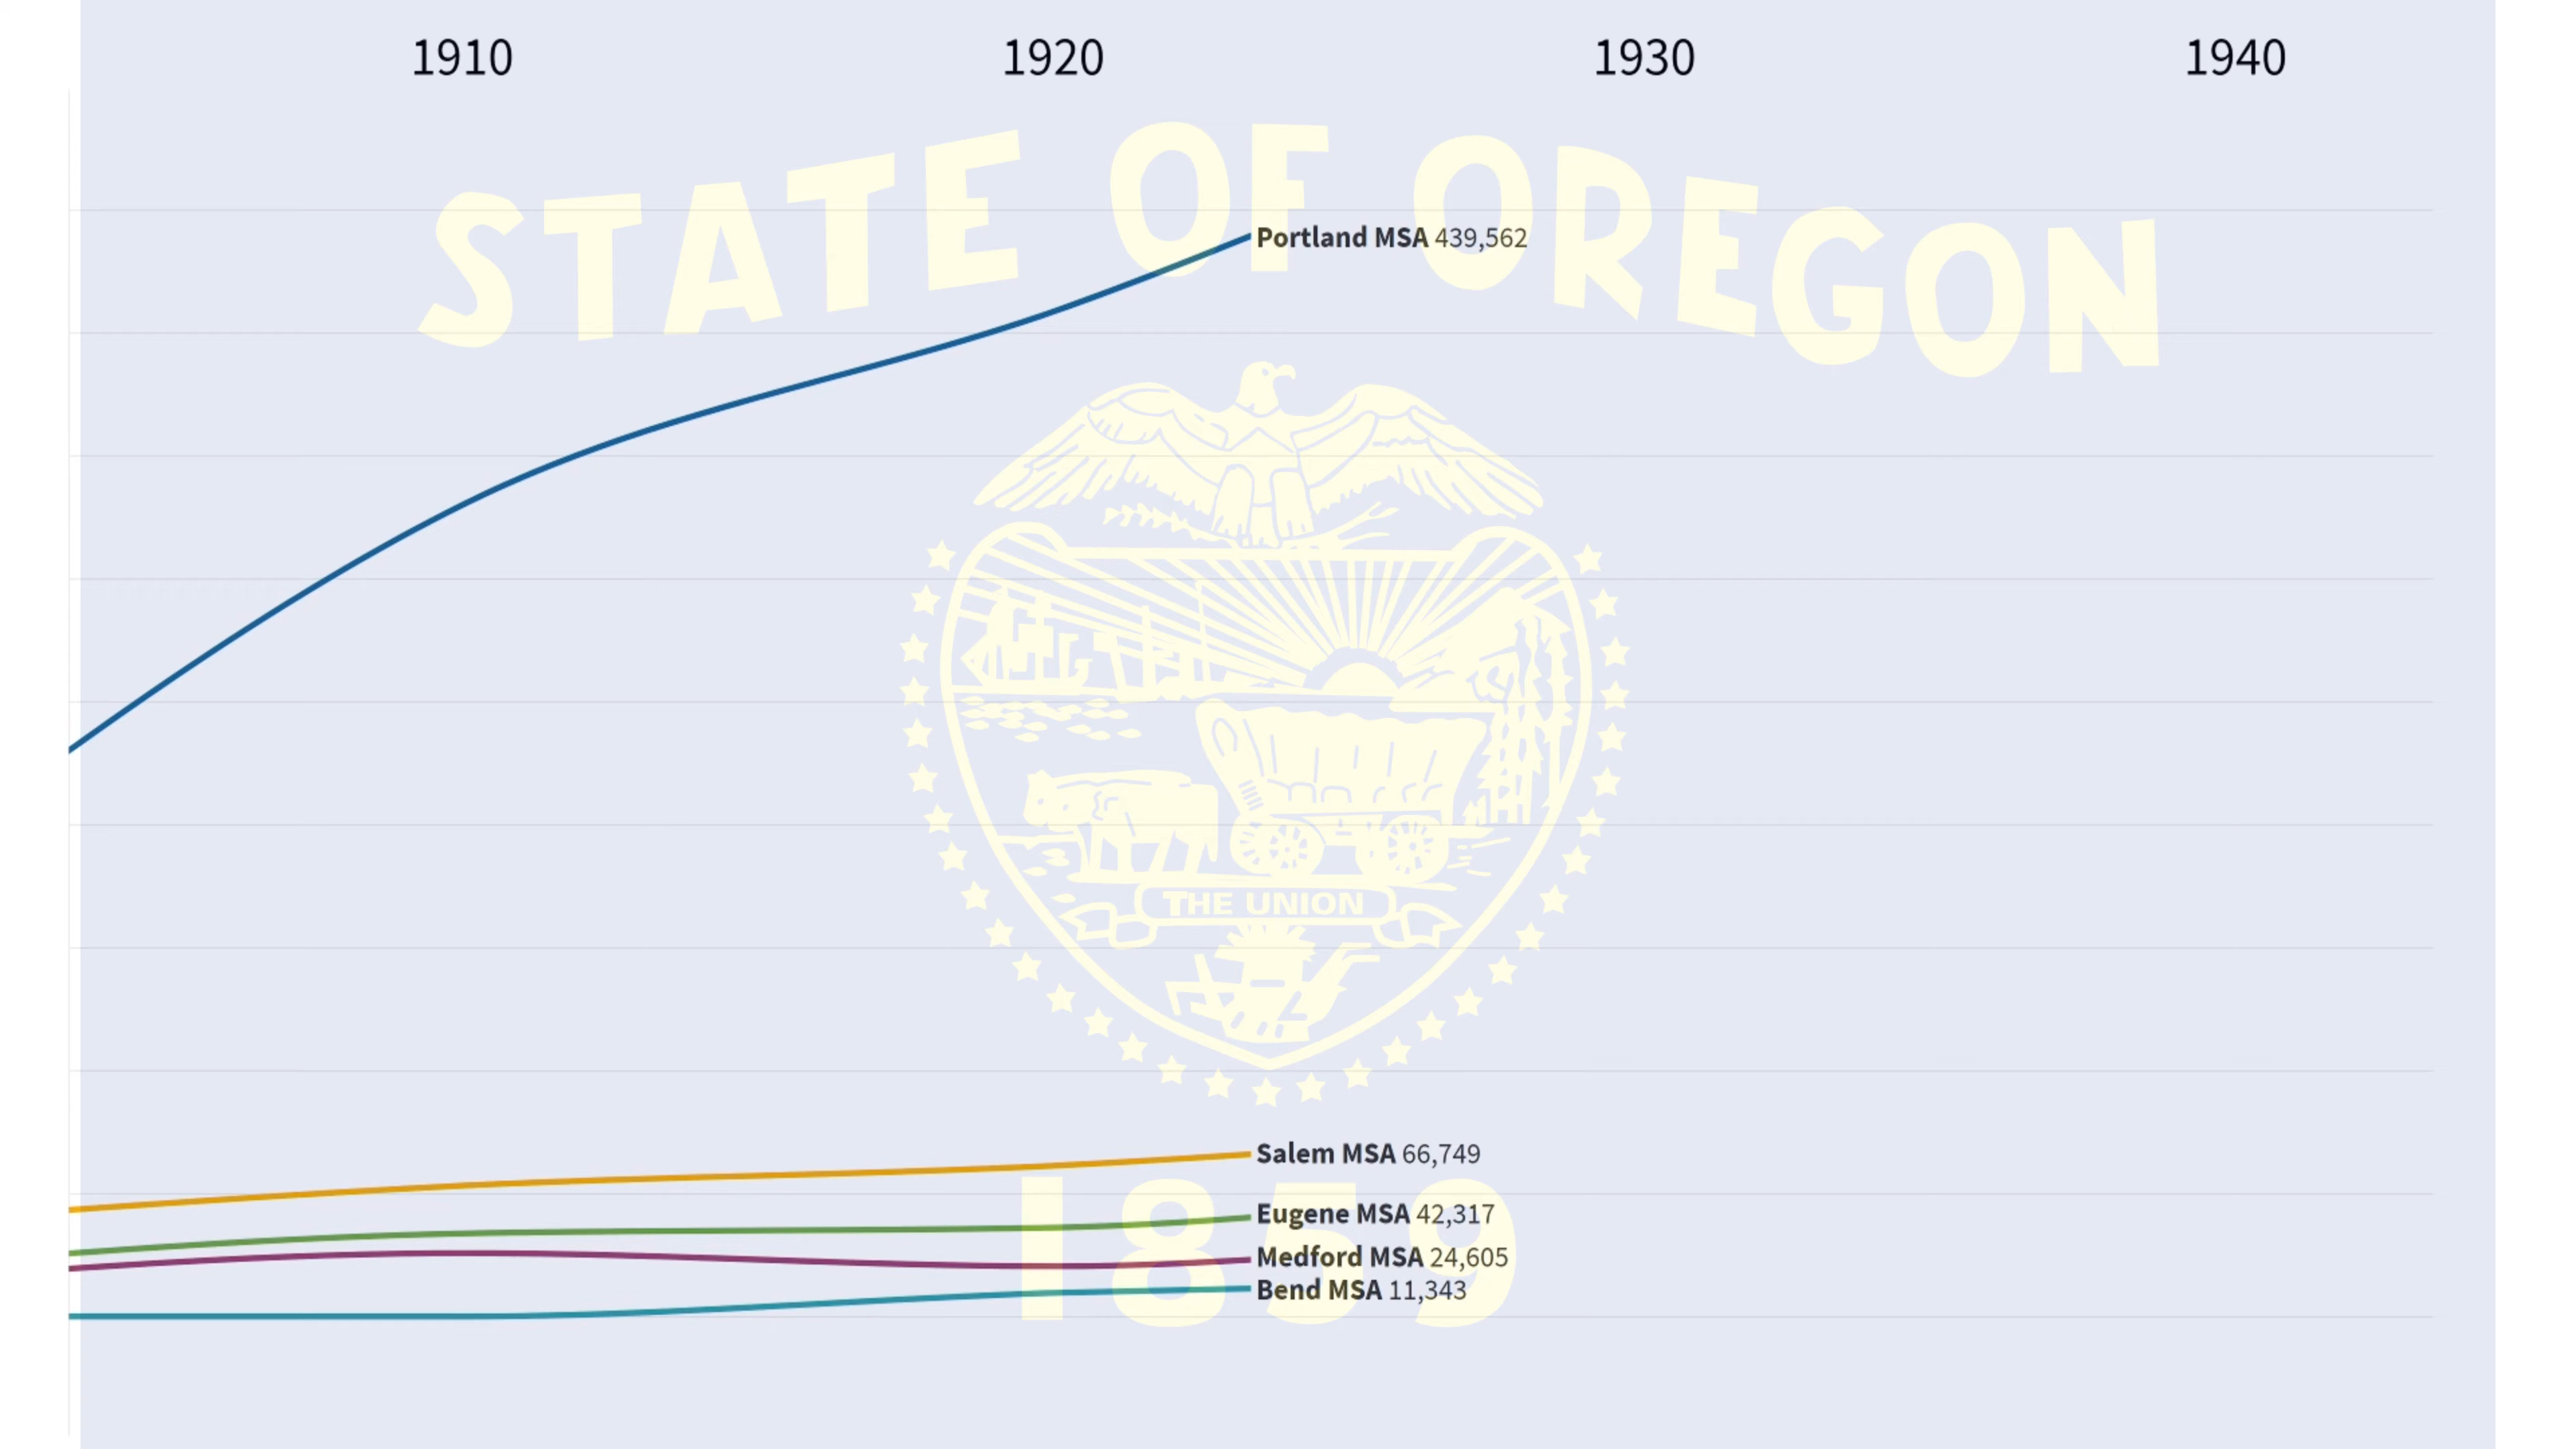 1910 1920 1930 1940
STATE OF OREGON
Portland MSA 439,562
THE UNION
Salem MSA 66,749
1859
Eugene MSA 42,317
Medford MSA 24,605
Bend MSA 11,343